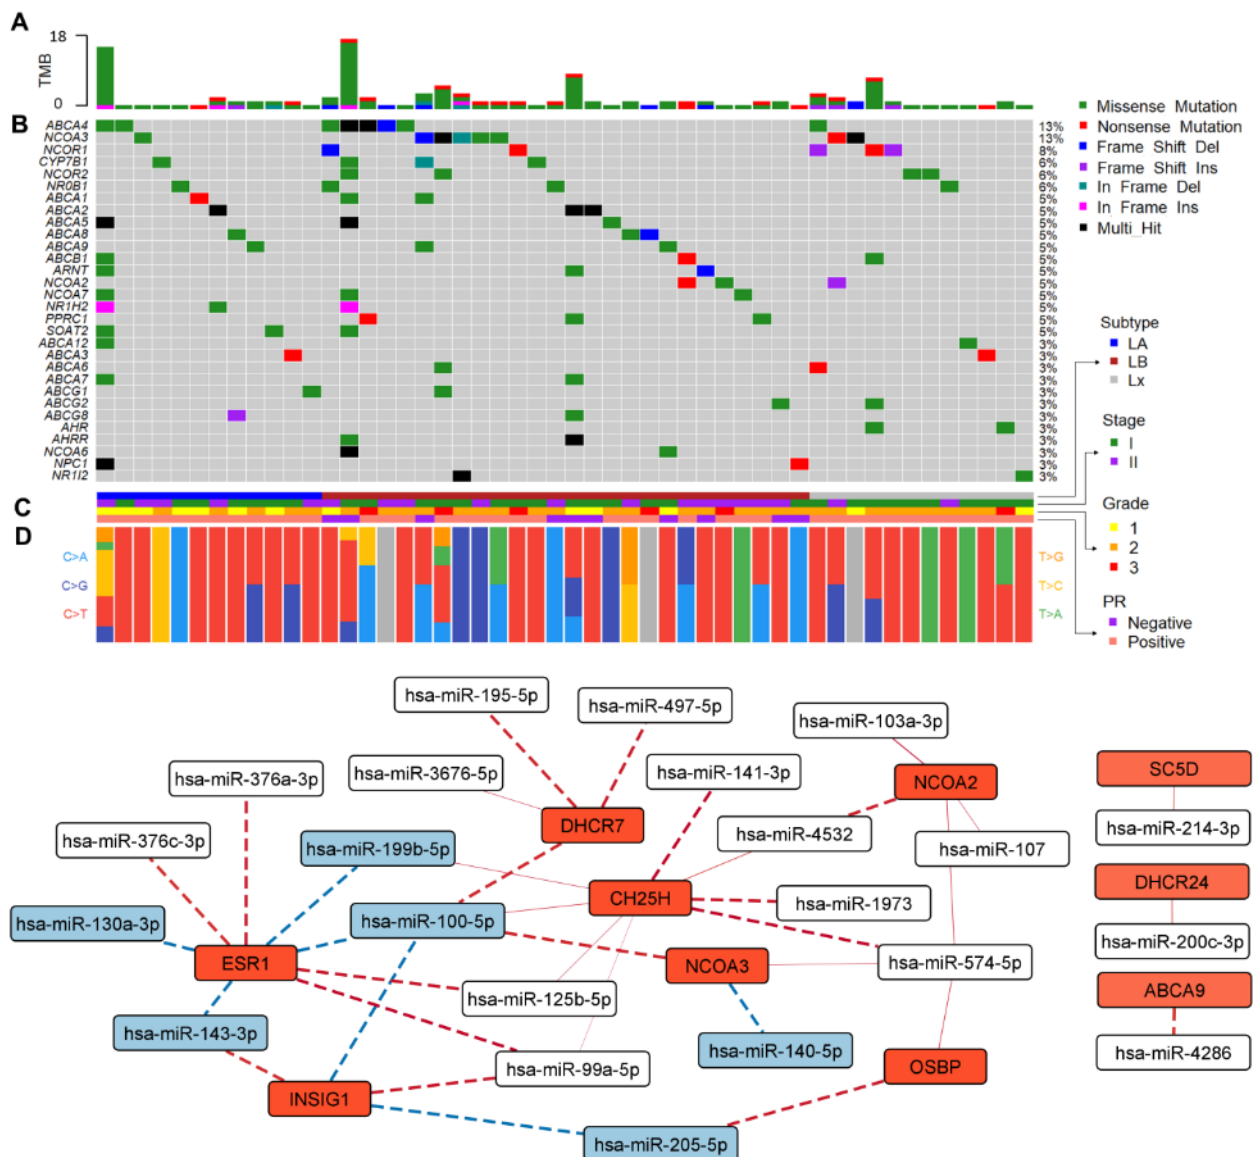 A
18
TMB
0
Missense Mutation
Nonsense Mutation
Frame Shift Del
Frame Shift Ins
In Frame Del
In Frame Ins
Multi_Hit
B
ABCA4 13%
NCOA3 13%
NCOR1 8%
CYP7B1 6%
NCOR2 6%
NR0B1 6%
ABCA1 5%
ABCA2 5%
ABCA5 5%
ABCA8 5%
ABCA9 5%
ABCB1 5%
ARNT 5%
NCOA2 5%
NCOA7 5%
NR1H2 5%
PPRC1 5%
SOAT2 5%
ABCA12 3%
ABCA3 3%
ABCA6 3%
ABCA7 3%
ABCG1 3%
ABCG2 3%
ABCG8 3%
AHR 3%
AHRR 3%
NCOA6 3%
NPC1 3%
NR1I2 3%
Subtype
LA
LB
Lx
Stage
I
II
Grade
1
2
3
PR
Negative
Positive
C
D
C>A
C>G
C>T
T>G
T>C
T>A
hsa-miR-195-5p
hsa-miR-497-5p
hsa-miR-103a-3p
hsa-miR-376a-3p
hsa-miR-3676-5p
hsa-miR-141-3p
NCOA2
SC5D
hsa-miR-376c-3p
DHCR7
hsa-miR-4532
hsa-miR-214-3p
hsa-miR-199b-5p
hsa-miR-107
DHCR24
CH25H
hsa-miR-1973
hsa-miR-130a-3p
hsa-miR-100-5p
hsa-miR-200c-3p
ESR1
NCOA3
hsa-miR-574-5p
ABCA9
hsa-miR-125b-5p
hsa-miR-143-3p
hsa-miR-140-5p
hsa-miR-4286
hsa-miR-99a-5p
OSBP
INSIG1
hsa-miR-205-5p